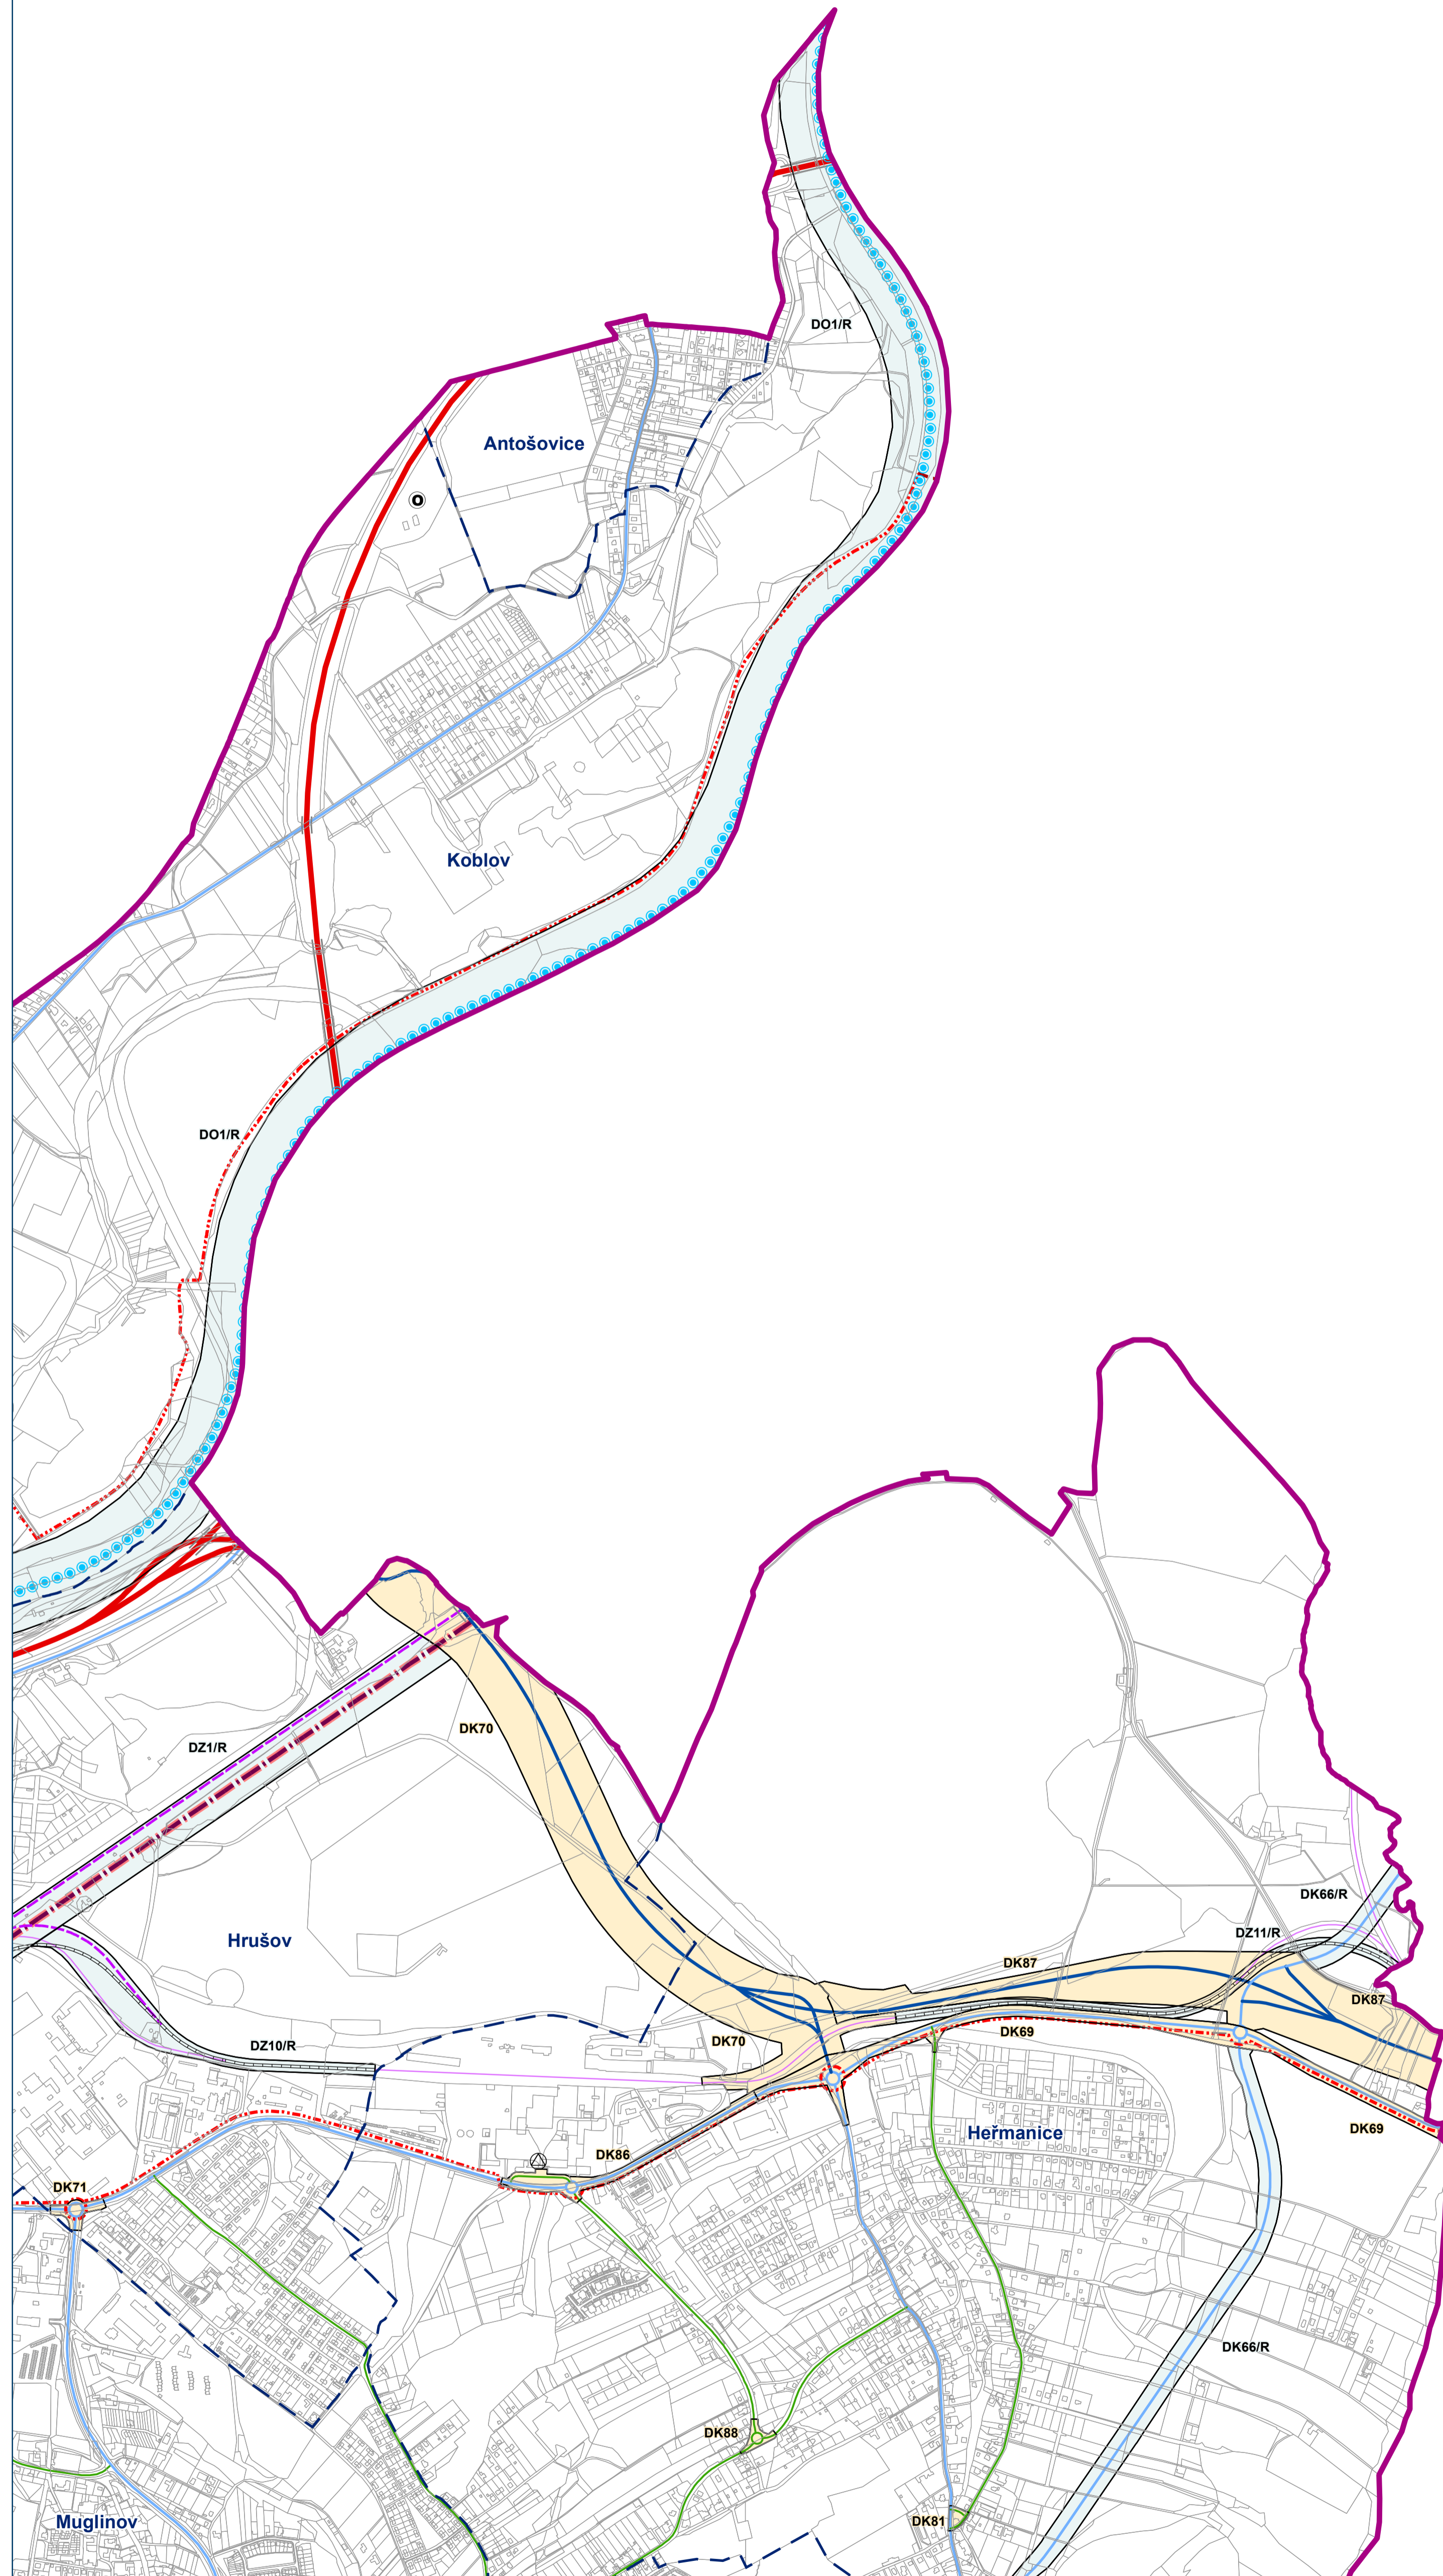 DO1/R
Antošovice
O
Koblov
DO1/R
DK70
DZ1/R
DK66/R
DZ11/R
Hrušov
DK87
DK87
DK69
DK70
DZ10/R
DK69
Heřmanice
DK86
DK71
DK66/R
DK88
DK81
Muglinov